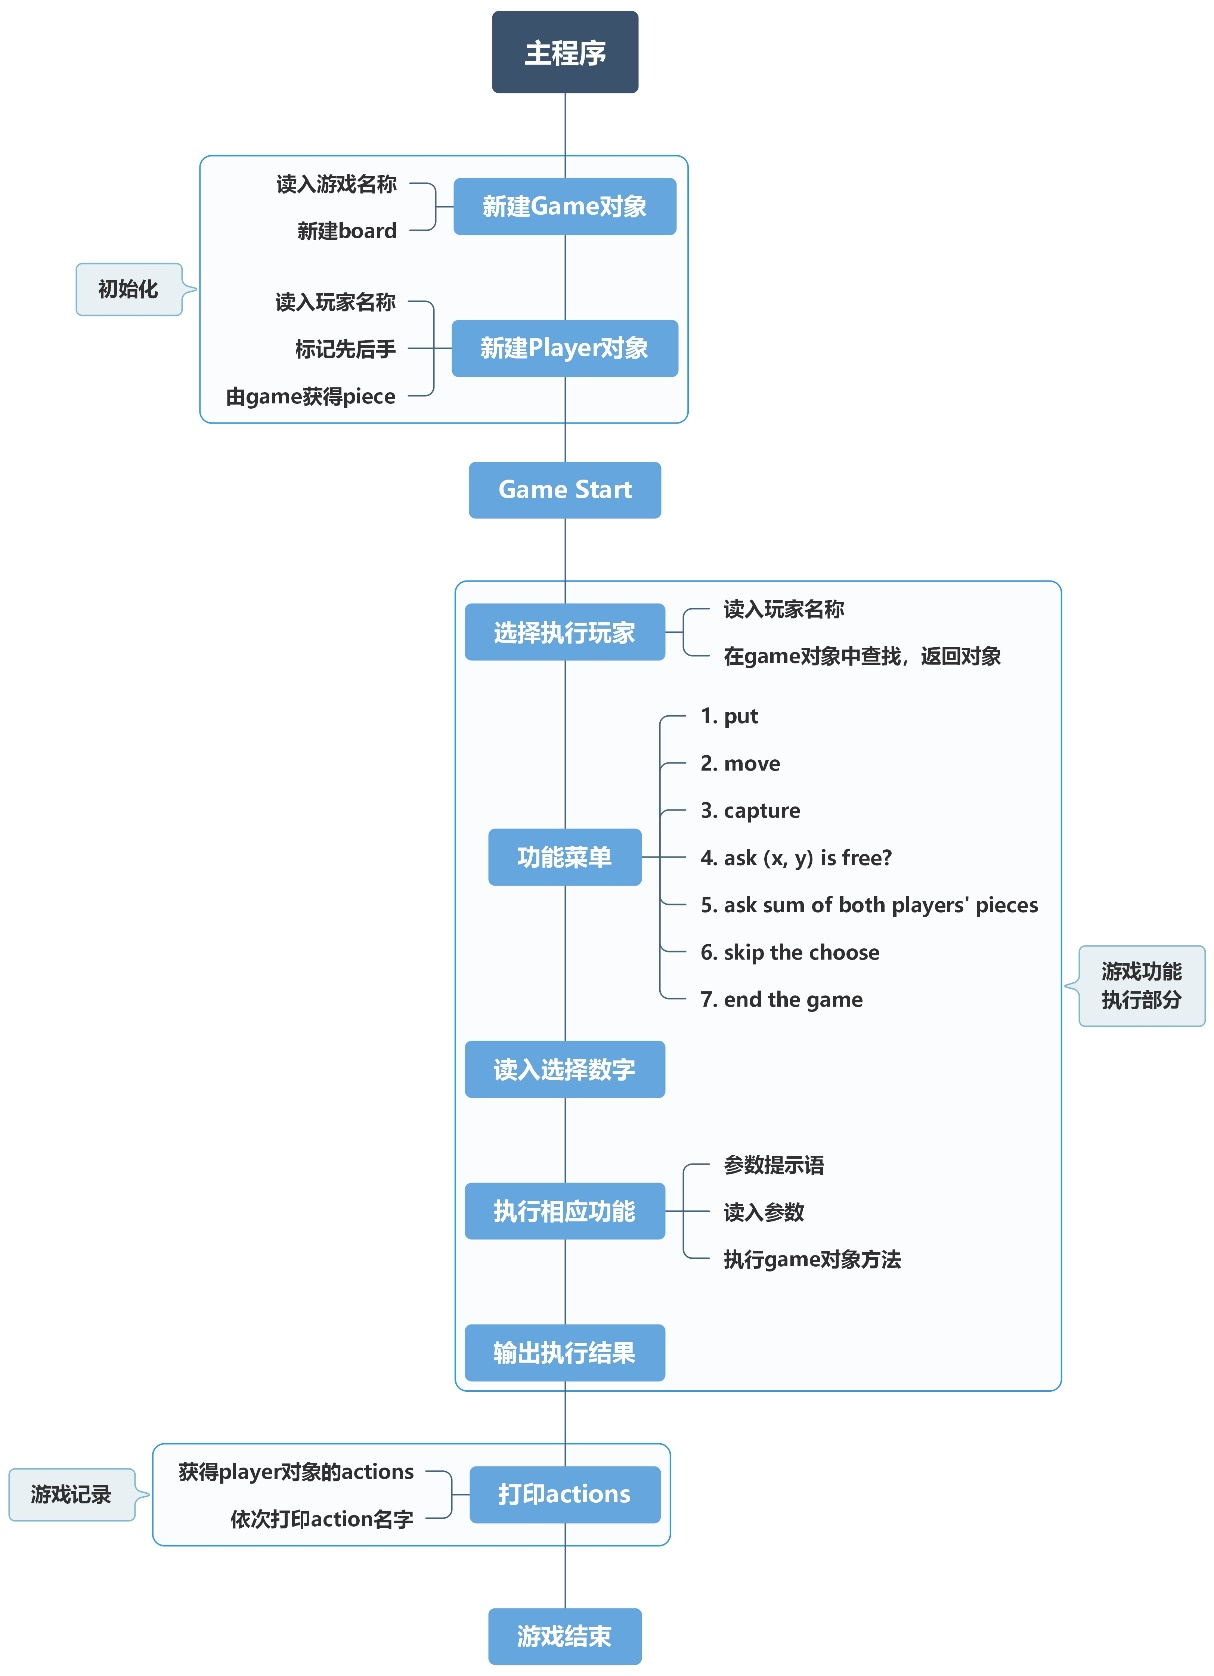 主程序
读入游戏名称
新建Game对象
新建board
初始化
读入玩家名称
标记先后手
新建Player对象
由game获得piece
Game Start
选择执行玩家
读入玩家名称
在game对象中查找，返回对象
功能菜单
1. put
2. move
3. capture
4. ask (x, y) is free?
5. ask sum of both players' pieces
6. skip the choose
7. end the game
游戏功能
执行部分
读入选择数字
执行相应功能
参数提示语
读入参数
执行game对象方法
输出执行结果
游戏记录
获得player对象的actions
依次打印action名字
打印actions
游戏结束